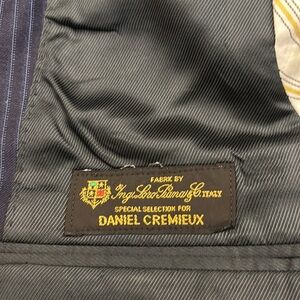 FABRIC BY
Ing. Loro Piana & C. ITALY
SPECIAL SELECTION FOR
DANIEL CREMIEUX